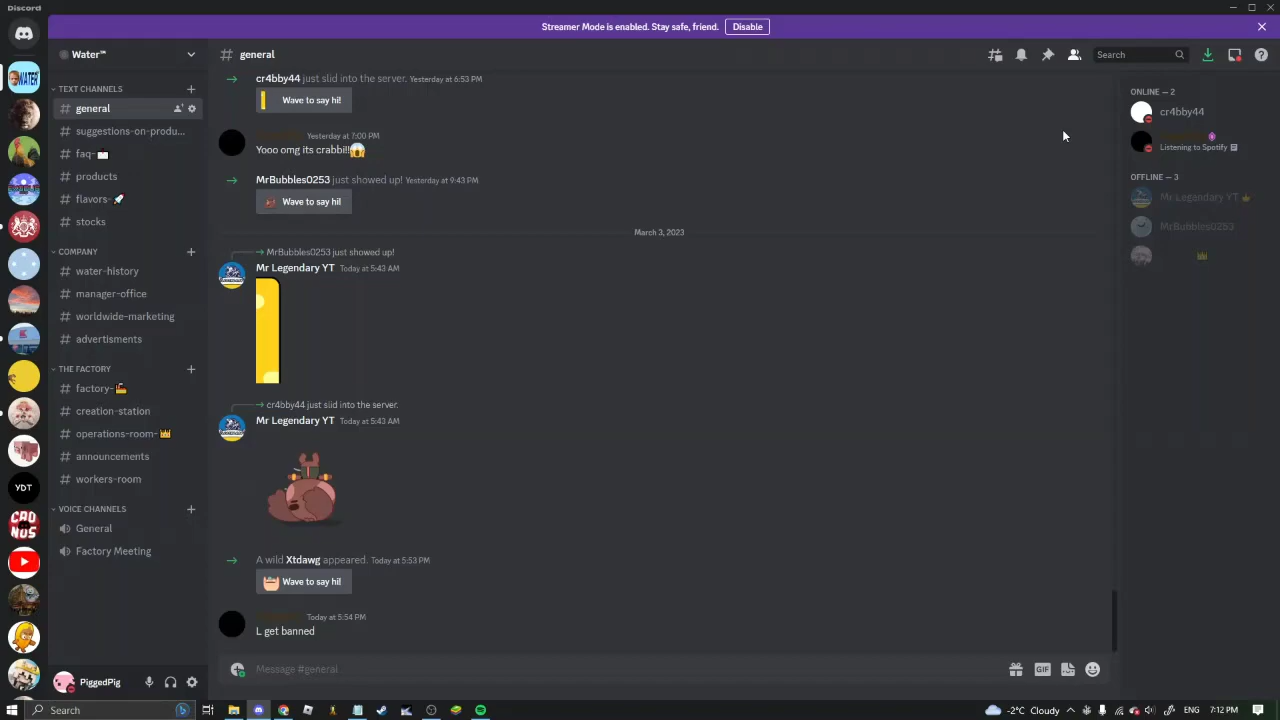 Discord
Streamer Mode is enabled. Stay safe, friend. Disable
Water™
general
Search
TEXT CHANNELS
general
suggestions-on-produ...
faq-
products
flavors-
stocks
COMPANY
water-history
manager-office
worldwide-marketing
advertisments
THE FACTORY
factory-
creation-station
operations-room-
announcements
workers-room
VOICE CHANNELS
General
Factory Meeting
WATER
YDT
CRO
NOS
PiggedPig
cr4bby44 just slid into the server. Yesterday at 6:53 PM
Wave to say hi!
Yesterday at 7:00 PM
Yooo omg its crabbi!!
MrBubbles0253 just showed up! Yesterday at 9:43 PM
Wave to say hi!
March 3, 2023
MrBubbles0253 just showed up!
Mr Legendary YT Today at 5:43 AM
cr4bby44 just slid into the server.
Mr Legendary YT Today at 5:43 AM
A wild Xtdawg appeared. Today at 5:53 PM
Wave to say hi!
Today at 5:54 PM
L get banned
Message #general
GIF
ONLINE — 2
cr4bby44
Listening to Spotify
OFFLINE — 3
Mr Legendary YT
MrBubbles0253
Search
-2°C Cloudy
ENG
7:12 PM